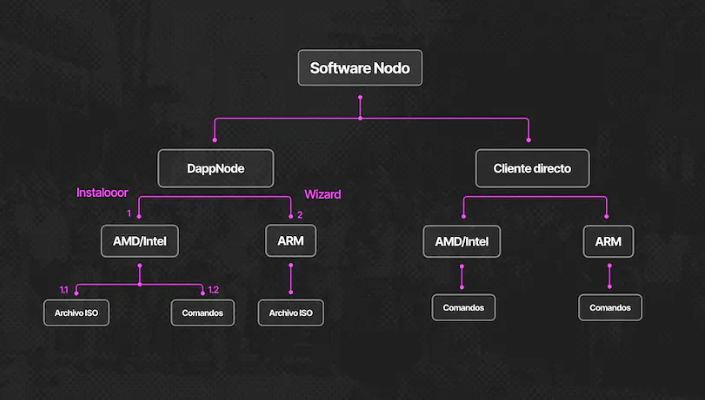 Software Nodo
DappNode
Cliente directo
Instalooor
Wizard
1
2
AMD/Intel
ARM
AMD/Intel
ARM
1.1
1.2
Archivo ISO
Comandos
Archivo ISO
Comandos
Comandos